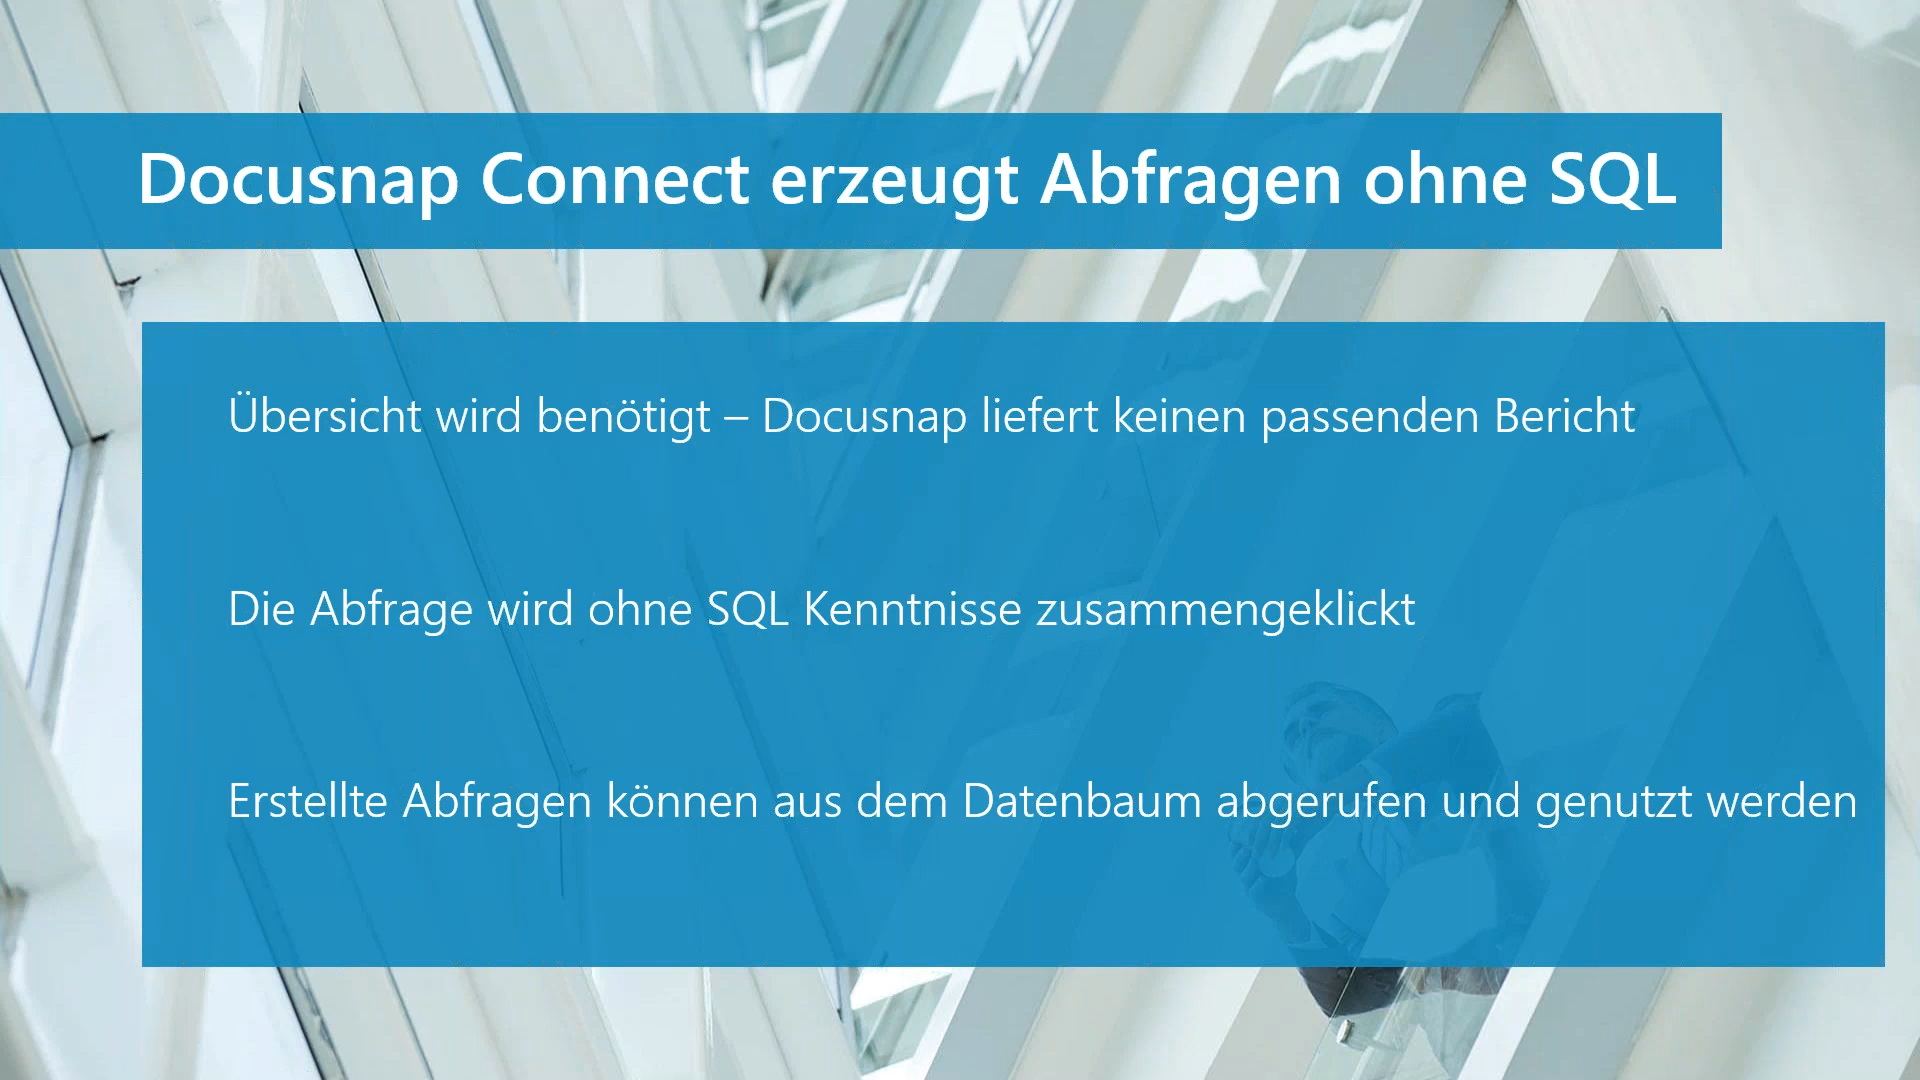 Docusnap Connect erzeugt Abfragen ohne SQL
Übersicht wird benötigt – Docusnap liefert keinen passenden Bericht
Die Abfrage wird ohne SQL Kenntnisse zusammengeklickt
Erstellte Abfragen können aus dem Datenbaum abgerufen und genutzt werden